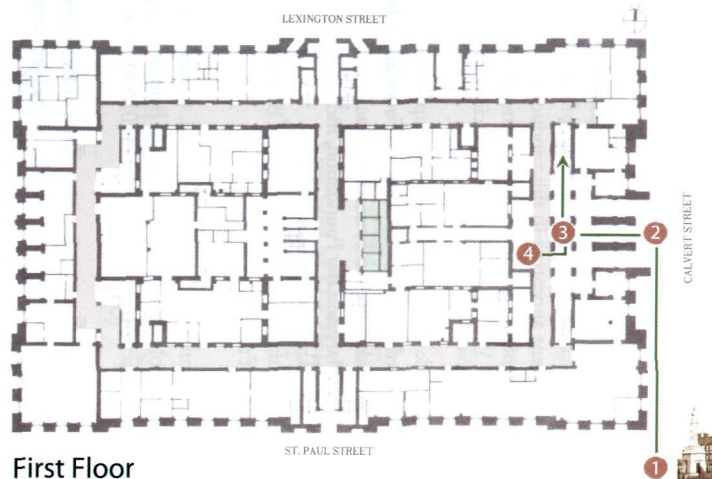 LEXINGTON STREET
3
2
4
CALVERT STREET
ST. PAUL STREET
First Floor
1